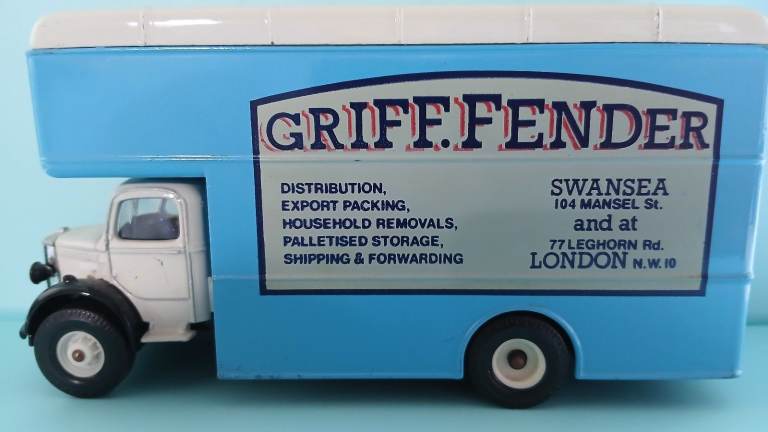 GRIFF. FENDER
DISTRIBUTION,
EXPORT PACKING,
HOUSEHOLD REMOVALS,
PALLETISED STORAGE,
SHIPPING & FORWARDING
SWANSEA
104 MANSEL St.
and at
77 LEGHORN Rd.
LONDON N.W.10